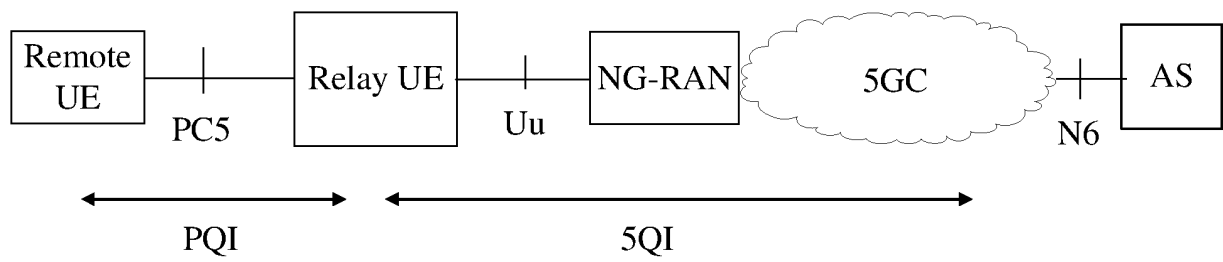 Remote
UE
PC5
Relay UE
Uu
NG-RAN
5GC
N6
AS
PQI
5QI